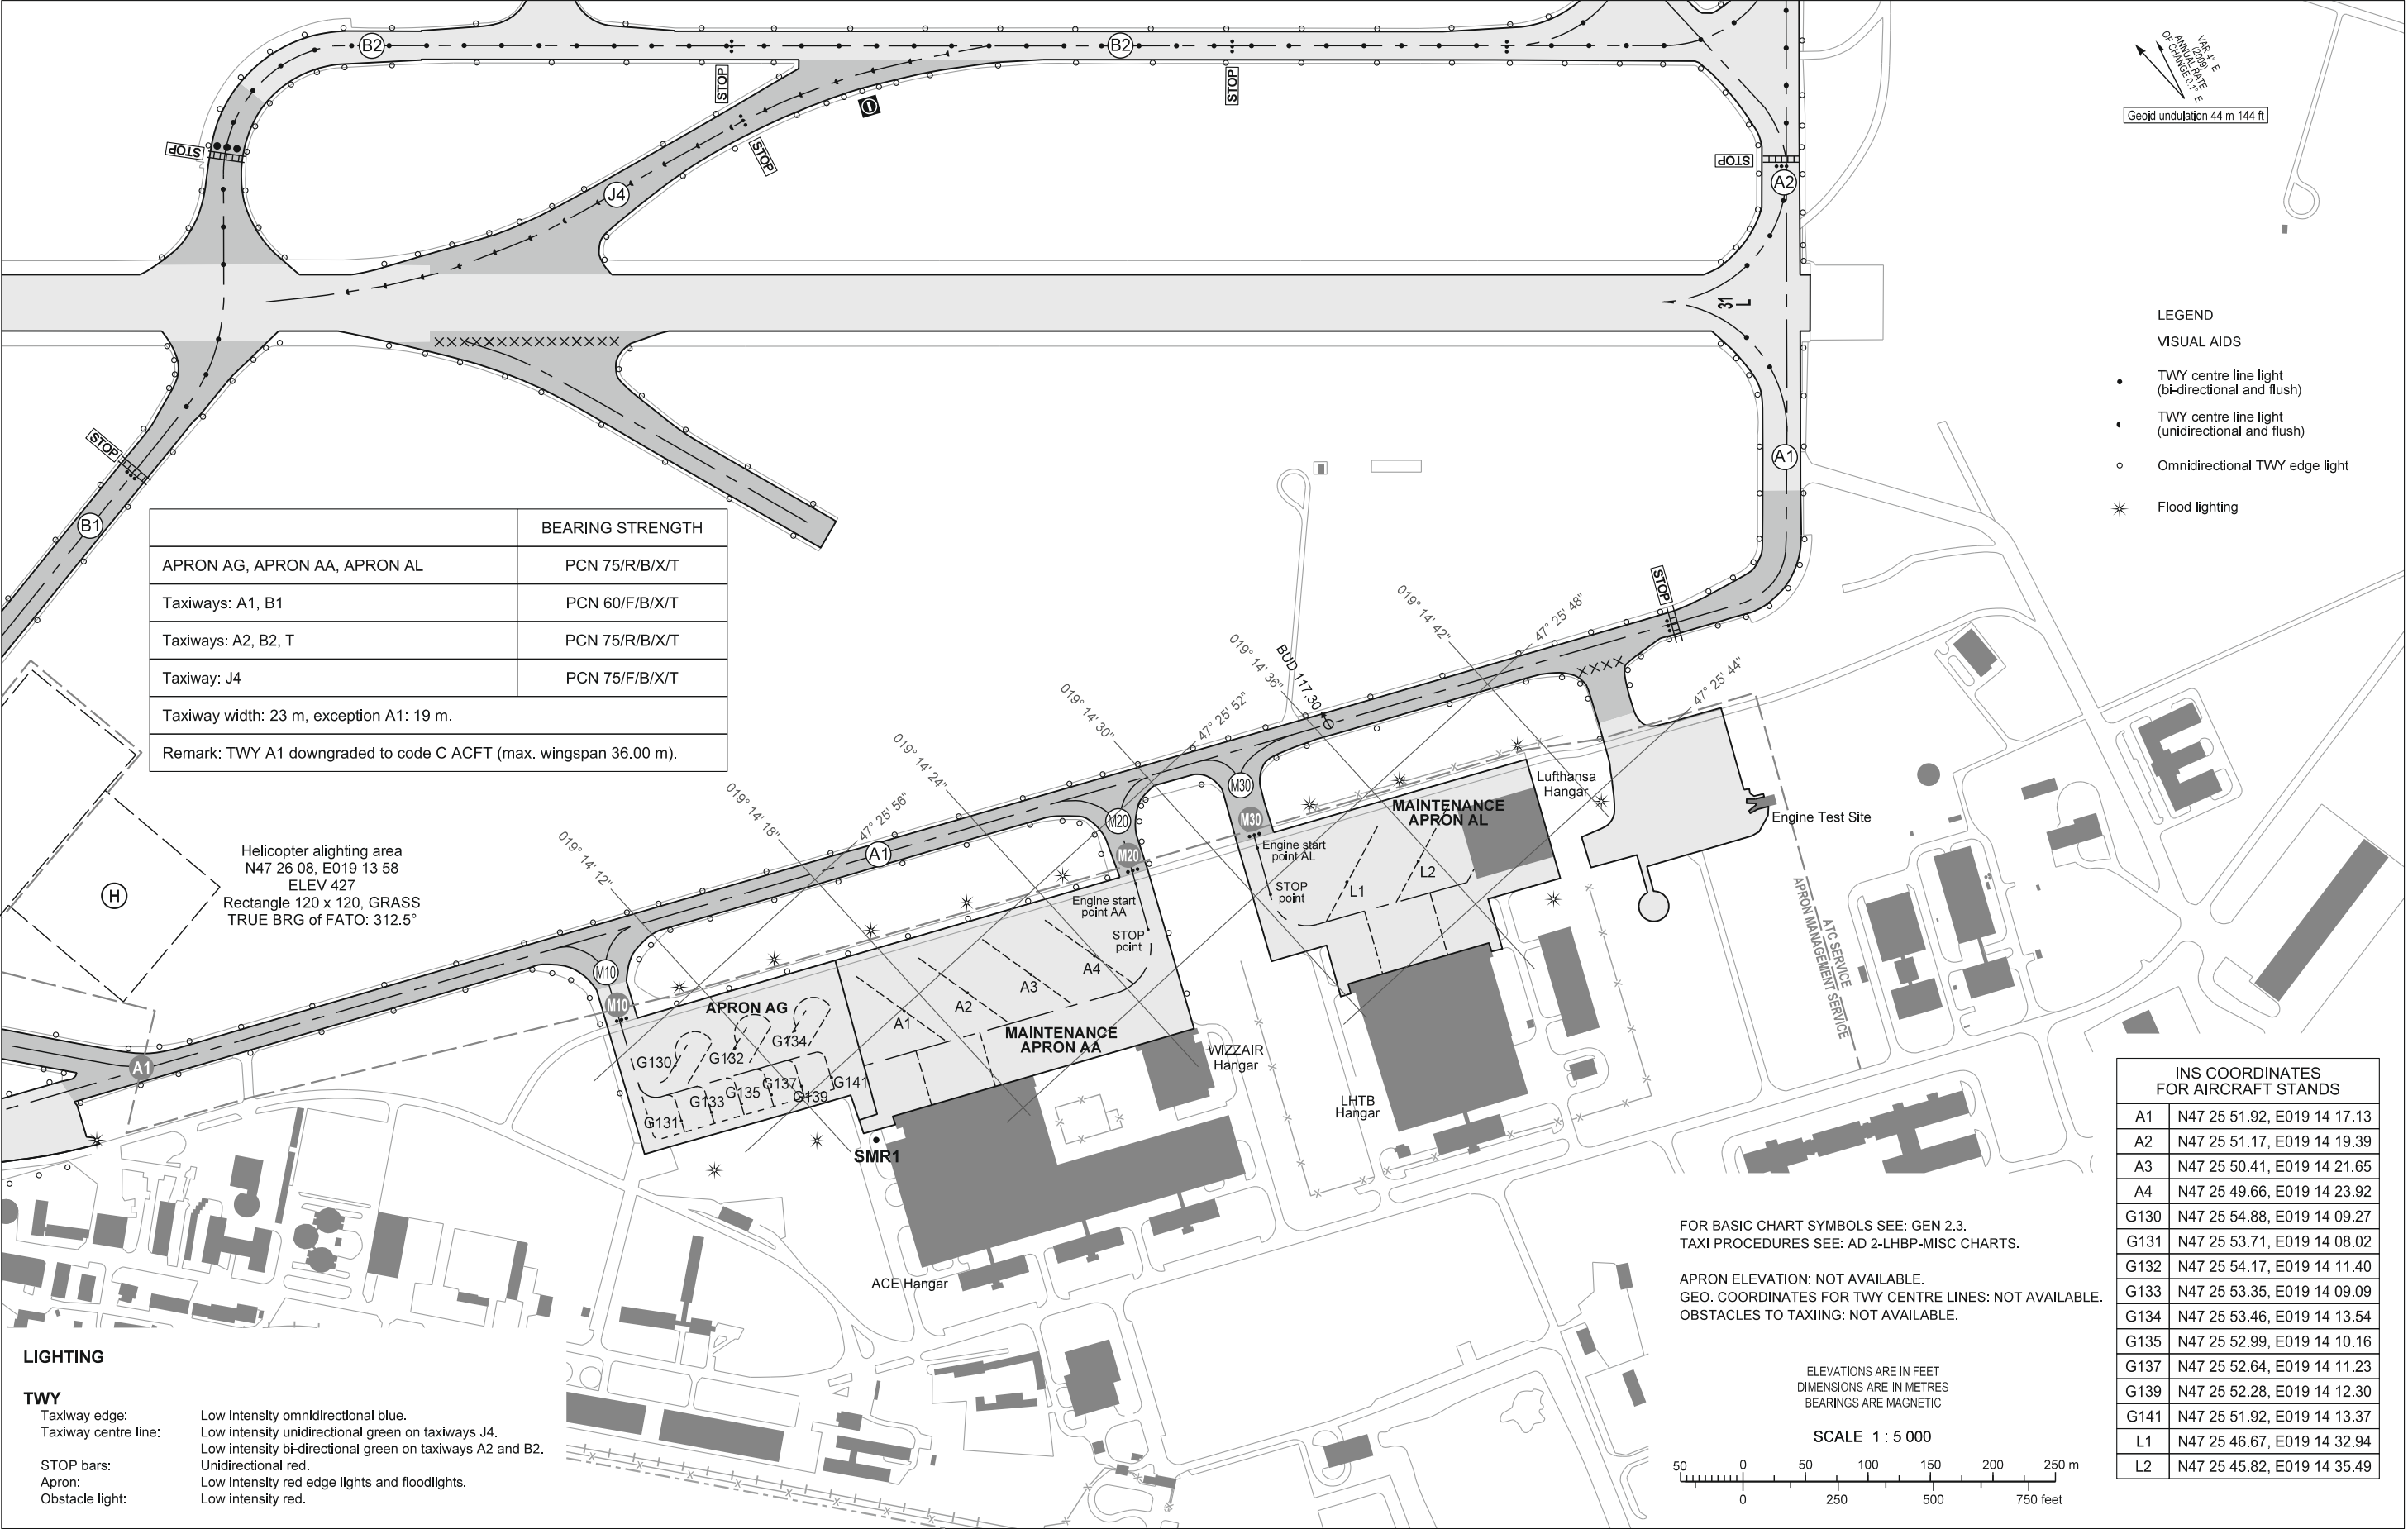 B2
B2
STOP
STOP
STOP
STOP
STOP
J4
A2
VAR 4° E
(2009)
ANNUAL RATE
OF CHANGE 0.1° E
Geoid undulation 44 m 144 ft
31
L
LEGEND
VISUAL AIDS
TWY centre line light
(bi-directional and flush)
TWY centre line light
(unidirectional and flush)
Omnidirectional TWY edge light
Flood lighting
STOP
B1
A1
STOP
BEARING STRENGTH
APRON AG, APRON AA, APRON AL PCN 75/R/B/X/T
Taxiways: A1, B1 PCN 60/F/B/X/T
Taxiways: A2, B2, T PCN 75/R/B/X/T
Taxiway: J4 PCN 75/F/B/X/T
Taxiway width: 23 m, exception A1: 19 m.
Remark: TWY A1 downgraded to code C ACFT (max. wingspan 36.00 m).
019° 14' 12"
019° 14' 18"
019° 14' 24"
019° 14' 30"
019° 14' 36"
019° 14' 42"
47° 25' 56"
47° 25' 52"
47° 25' 48"
47° 25' 44"
BUD 117,30
Helicopter alighting area
N47 26 08, E019 13 58
ELEV 427
Rectangle 120 x 120, GRASS
TRUE BRG of FATO: 312.5°
H
A1
A1
M10
M10
M20
M20
M30
M30
Engine start
point AA
STOP
point
Engine start
point AL
STOP
point
MAINTENANCE
APRON AL
L1
L2
Lufthansa
Hangar
Engine Test Site
ATC SERVICE
APRON MANAGEMENT SERVICE
APRON AG
G130
G132
G134
G131
G133
G135
G137
G139
G141
A1
A2
A3
A4
MAINTENANCE
APRON AA
WIZZAIR
Hangar
LHTB
Hangar
SMR1
ACE Hangar
INS COORDINATES
FOR AIRCRAFT STANDS
A1 N47 25 51.92, E019 14 17.13
A2 N47 25 51.17, E019 14 19.39
A3 N47 25 50.41, E019 14 21.65
A4 N47 25 49.66, E019 14 23.92
G130 N47 25 54.88, E019 14 09.27
G131 N47 25 53.71, E019 14 08.02
G132 N47 25 54.17, E019 14 11.40
G133 N47 25 53.35, E019 14 09.09
G134 N47 25 53.46, E019 14 13.54
G135 N47 25 52.99, E019 14 10.16
G137 N47 25 52.64, E019 14 11.23
G139 N47 25 52.28, E019 14 12.30
G141 N47 25 51.92, E019 14 13.37
L1 N47 25 46.67, E019 14 32.94
L2 N47 25 45.82, E019 14 35.49
FOR BASIC CHART SYMBOLS SEE: GEN 2.3.
TAXI PROCEDURES SEE: AD 2-LHBP-MISC CHARTS.
APRON ELEVATION: NOT AVAILABLE.
GEO. COORDINATES FOR TWY CENTRE LINES: NOT AVAILABLE.
OBSTACLES TO TAXIING: NOT AVAILABLE.
ELEVATIONS ARE IN FEET
DIMENSIONS ARE IN METRES
BEARINGS ARE MAGNETIC
SCALE 1 : 5 000
50 0 50 100 150 200 250 m
0 250 500 750 feet
LIGHTING
TWY
Taxiway edge: Low intensity omnidirectional blue.
Taxiway centre line: Low intensity unidirectional green on taxiways J4.
Low intensity bi-directional green on taxiways A2 and B2.
STOP bars: Unidirectional red.
Apron: Low intensity red edge lights and floodlights.
Obstacle light: Low intensity red.